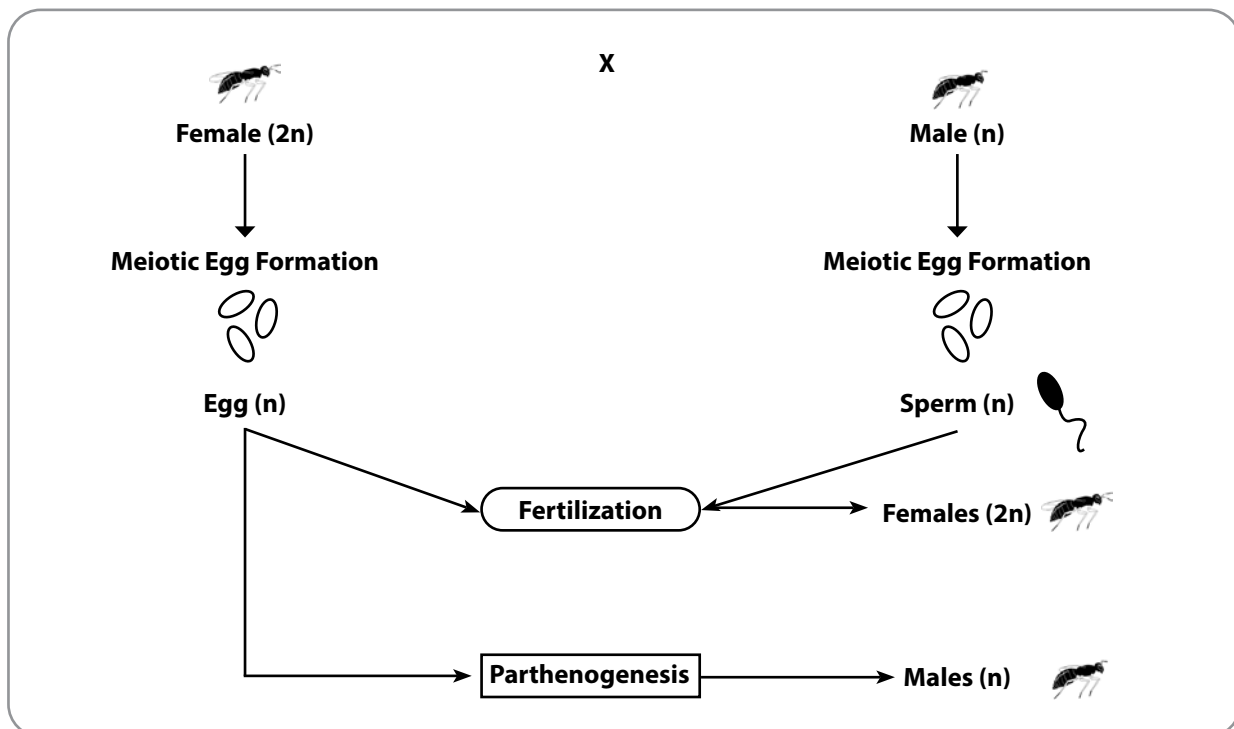 X
Female (2n)
Male (n)
Meiotic Egg Formation
Meiotic Egg Formation
Egg (n)
Sperm (n)
Fertilization
Females (2n)
Parthenogenesis
Males (n)